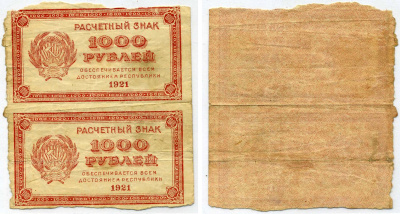 РАСЧЕТНЫЙ ЗНАК
1000
РУБЛЕЙ
ОБЕСПЕЧИВАЕТСЯ ВСЕМ
ДОСТОЯНИЕМ РЕСПУБЛИКИ
1921
РАСЧЕТНЫЙ ЗНАК
1000
РУБЛЕЙ
ОБЕСПЕЧИВАЕТСЯ ВСЕМ
ДОСТОЯНИЕМ РЕСПУБЛИКИ
1921